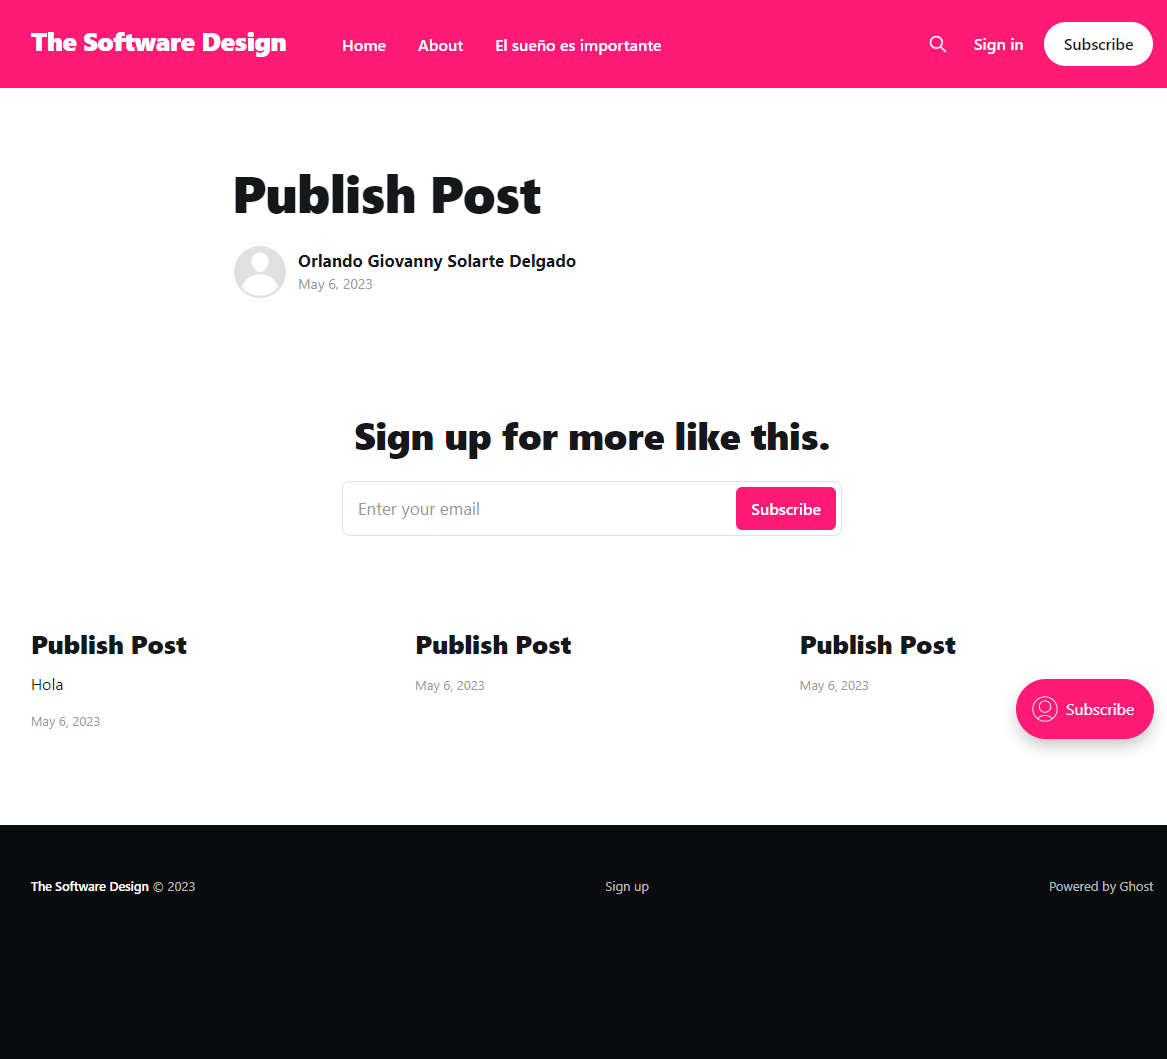 The Software Design
Home
About
El sueño es importante
Sign in
Subscribe
Publish Post
Orlando Giovanny Solarte Delgado
May 6, 2023
Sign up for more like this.
Enter your email
Subscribe
Publish Post
Hola
May 6, 2023
Publish Post
May 6, 2023
Publish Post
May 6, 2023
Subscribe
The Software Design © 2023
Sign up
Powered by Ghost